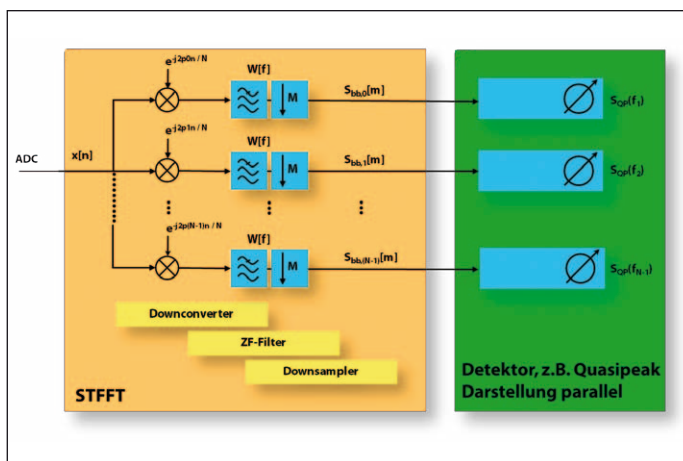 e-j2p0n / N
W[f]
M
Sbb,0[m]
SQP(f1)
ADC
x[n]
e-j2p1n / N
W[f]
M
Sbb,1[m]
SQP(f2)
e-j2p(N-1)n / N
W[f]
M
Sbb,(N-1)[m]
SQP(fN-1)
Downconverter
ZF-Filter
Downsampler
STFFT
Detektor, z.B. Quasipeak
Darstellung parallel